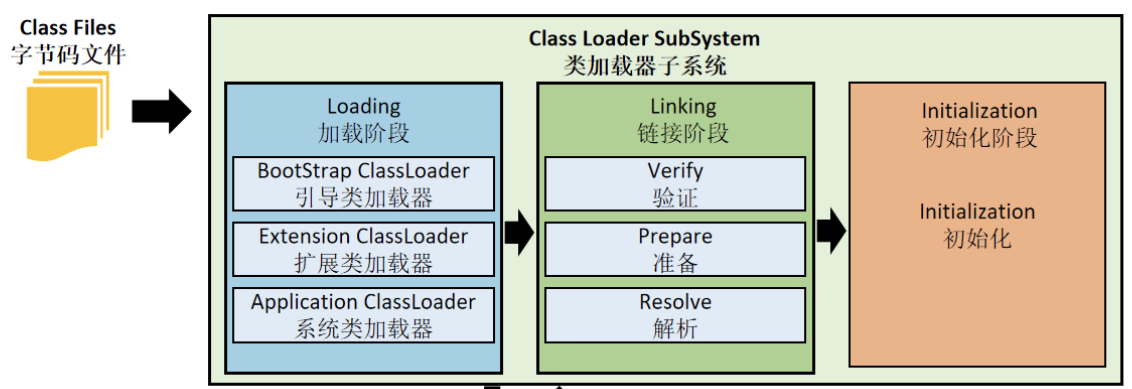 Class Files
字节码文件
Class Loader SubSystem
类加载器子系统
Loading
加载阶段
BootStrap ClassLoader
引导类加载器
Extension ClassLoader
扩展类加载器
Application ClassLoader
系统类加载器
Linking
链接阶段
Verify
验证
Prepare
准备
Resolve
解析
Initialization
初始化阶段
Initialization
初始化